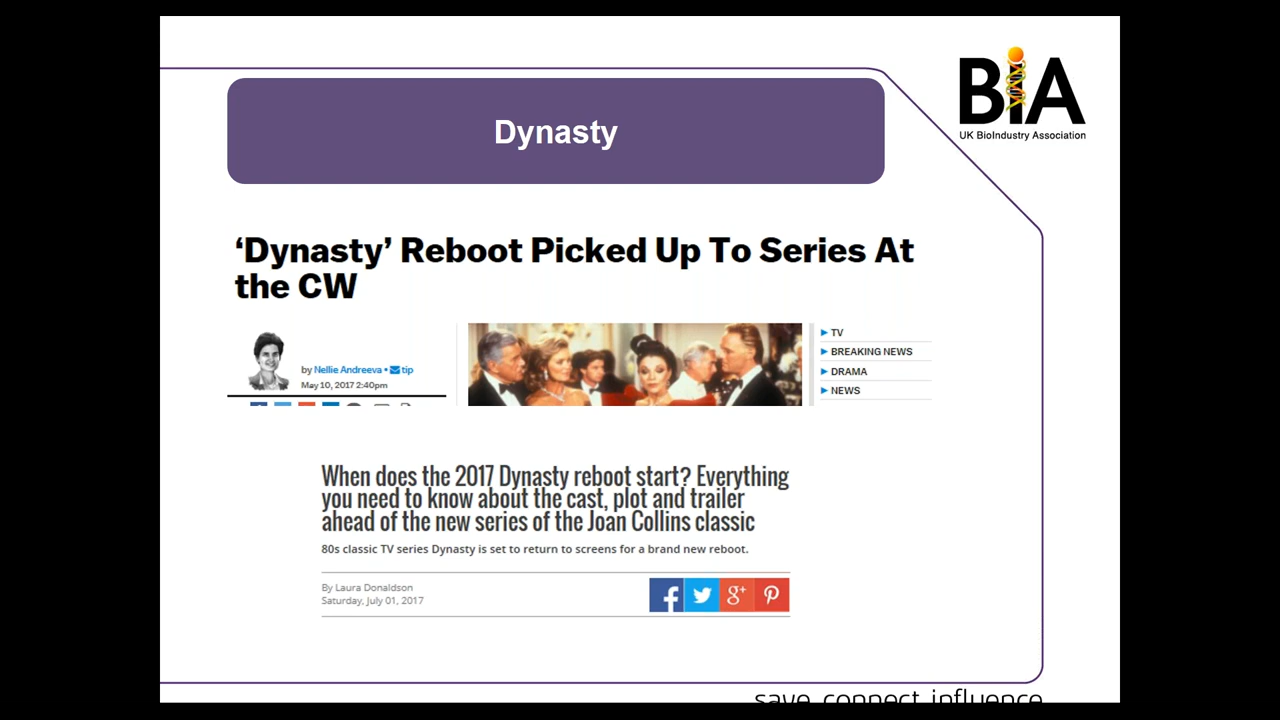 BIA
UK BioIndustry Association
Dynasty
‘Dynasty’ Reboot Picked Up To Series At
the CW
by Nellie Andreeva • tip
May 10, 2017 2:40pm
TV
BREAKING NEWS
DRAMA
NEWS
When does the 2017 Dynasty reboot start? Everything
you need to know about the cast, plot and trailer
ahead of the new series of the Joan Collins classic
80s classic TV series Dynasty is set to return to screens for a brand new reboot.
By Laura Donaldson
Saturday, July 01, 2017
save connect influence